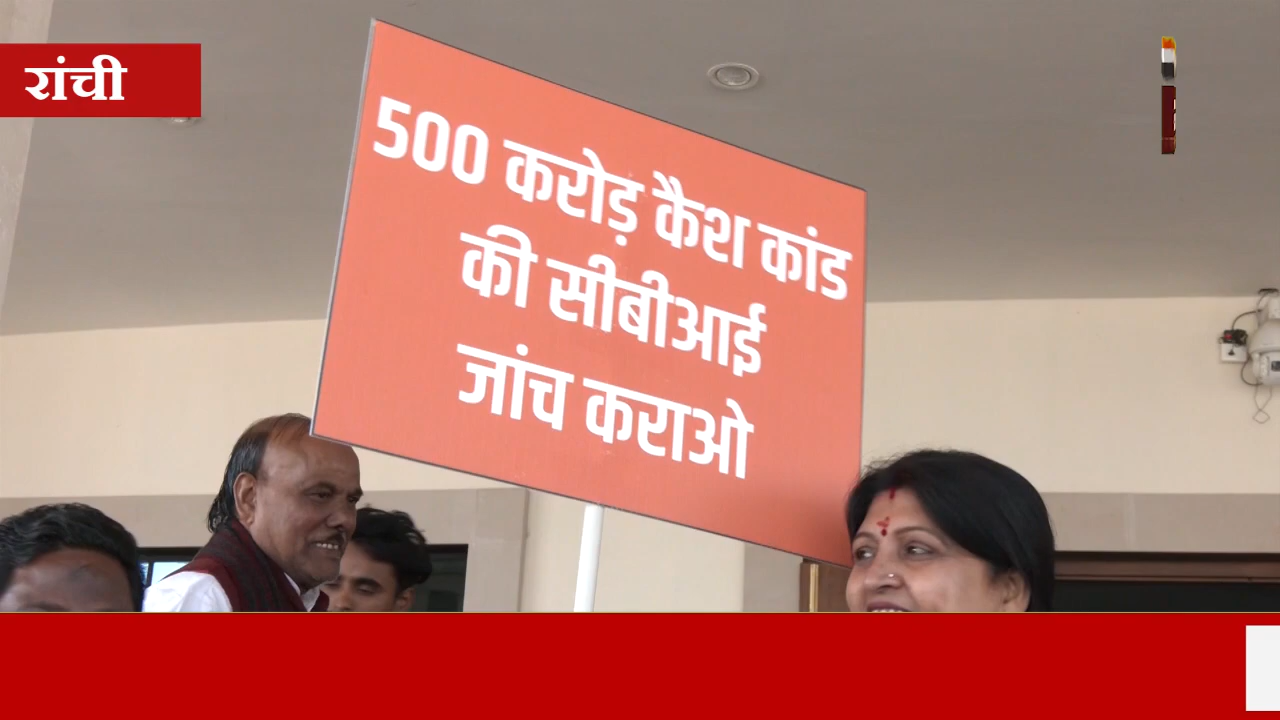 रांची
500 करोड़ कैश कांड
की सीबीआई
जांच कराओ